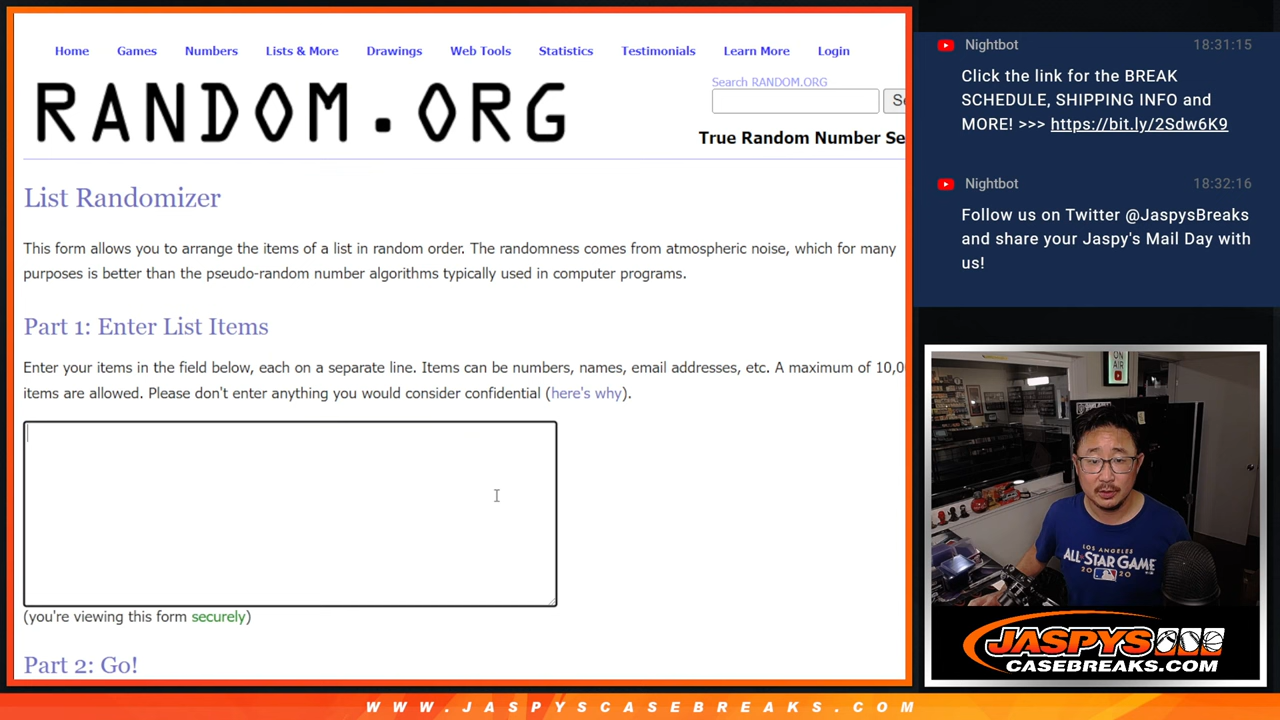 Home Games Numbers Lists & More Drawings Web Tools Statistics Testimonials Learn More Login
RANDOM.ORG
Search RANDOM.ORG
True Random Number Se
List Randomizer
This form allows you to arrange the items of a list in random order. The randomness comes from atmospheric noise, which for many
purposes is better than the pseudo-random number algorithms typically used in computer programs.
Part 1: Enter List Items
Enter your items in the field below, each on a separate line. Items can be numbers, names, email addresses, etc. A maximum of 10,0
items are allowed. Please don't enter anything you would consider confidential (here's why).
(you're viewing this form securely)
Part 2: Go!
Nightbot 18:31:15
Click the link for the BREAK
SCHEDULE, SHIPPING INFO and
MORE! >>> https://bit.ly/2Sdw6K9
Nightbot 18:32:16
Follow us on Twitter @JaspysBreaks
and share your Jaspy's Mail Day with
us!
ON
AIR
LOS ANGELES
ALL STAR GAME
2020
JASPYS
CASEBREAKS.COM
WWW.JASPYSCASEBREAKS.COM